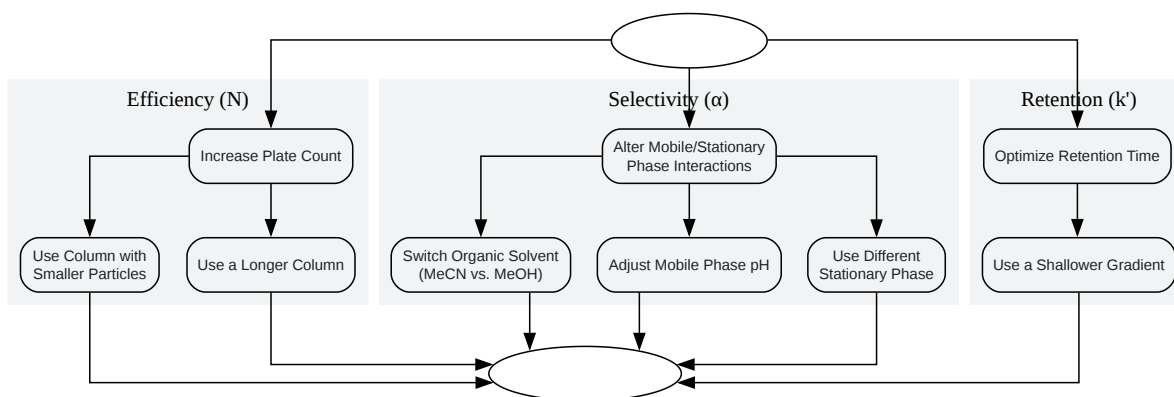 Efficiency (N)
Selectivity (α)
Retention (k')
Increase Plate Count
Alter Mobile/Stationary
Phase Interactions
Optimize Retention Time
Use Column with
Smaller Particles
Use a Longer Column
Switch Organic Solvent
(MeCN vs. MeOH)
Adjust Mobile Phase pH
Use Different
Stationary Phase
Use a Shallower Gradient